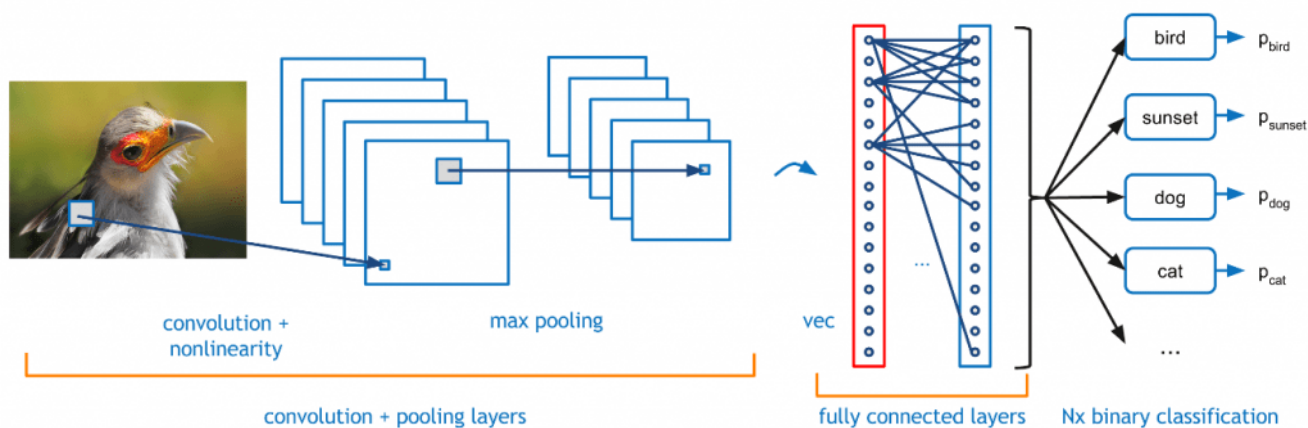 bird
p_bird
sunset
p_sunset
dog
p_dog
cat
p_cat
...
...
convolution +
nonlinearity
max pooling
vec
convolution + pooling layers
fully connected layers
Nx binary classification